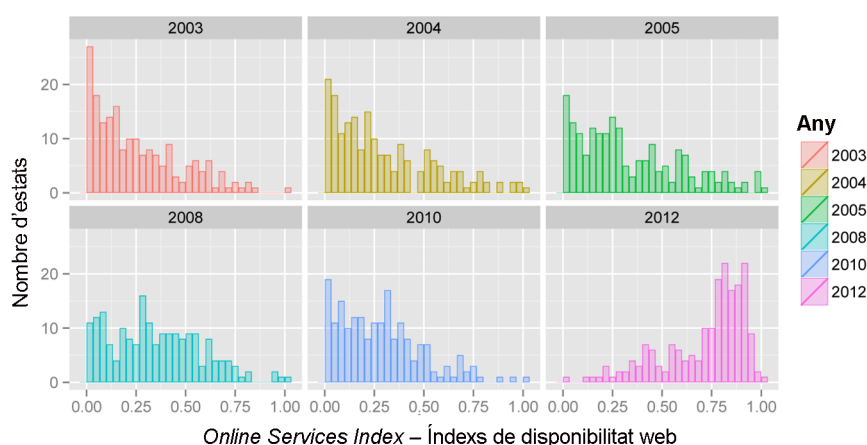 2003 2004 2005
20
10
0
2008 2010 2012
20
10
0
0.00 0.25 0.50 0.75 1.00 0.00 0.25 0.50 0.75 1.00 0.00 0.25 0.50 0.75 1.00
Nombre d'estats
Online Services Index – Índexs de disponibilitat web
Any
2003
2004
2005
2008
2010
2012